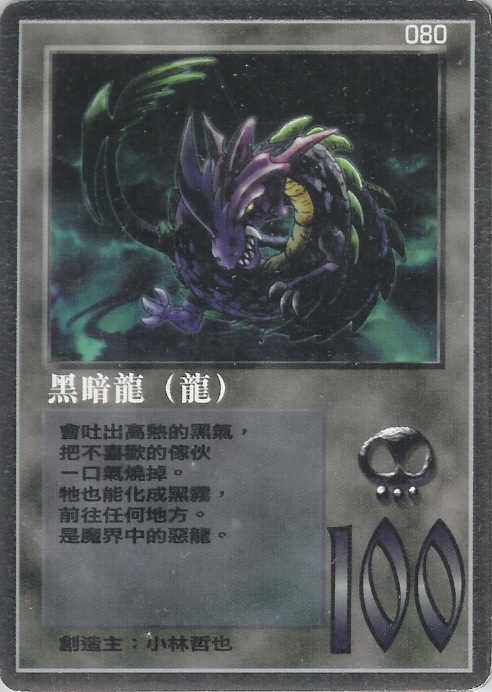 080
黑暗龍（龍）
會吐出高熱的黑氣，
把不喜歡的傢伙
一口氣燒掉。
牠也能化成黑霧，
前往任何地方。
是魔界中的惡龍。
100
創造主：小林哲也